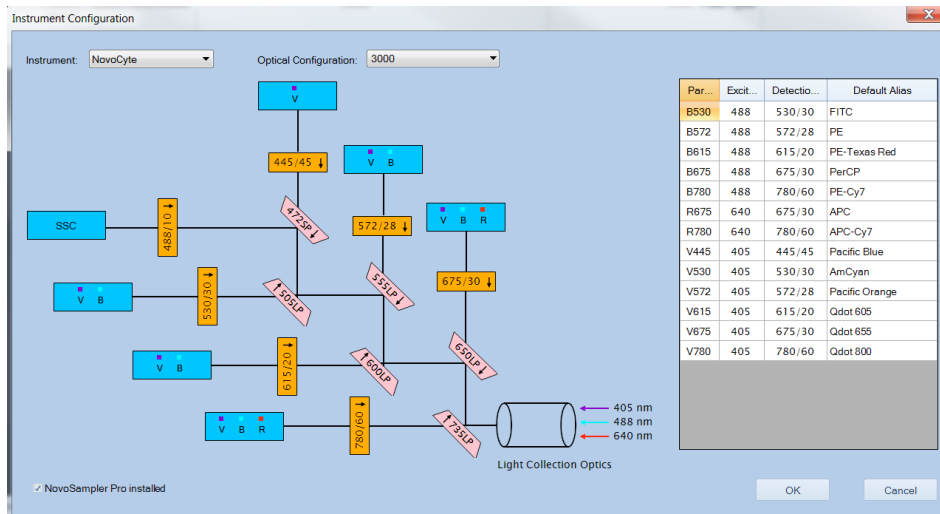 Instrument Configuration
X
Instrument: NovoCyte
Optical Configuration: 3000
V
445/45 ↓
V B
SSC
488/10 →
472SP ↓
572/28 ↓
V B R
V B
530/30 →
↑ 505LP
555LP ↓
675/30 ↓
V B
615/20 →
↑ 600LP
650LP ↓
V B R
780/60 →
↑ 735LP
405 nm
488 nm
640 nm
Light Collection Optics
Par... Excit... Detectio... Default Alias
B530 488 530/30 FITC
B572 488 572/28 PE
B615 488 615/20 PE-Texas Red
B675 488 675/30 PerCP
B780 488 780/60 PE-Cy7
R675 640 675/30 APC
R780 640 780/60 APC-Cy7
V445 405 445/45 Pacific Blue
V530 405 530/30 AmCyan
V572 405 572/28 Pacific Orange
V615 405 615/20 Qdot 605
V675 405 675/30 Qdot 655
V780 405 780/60 Qdot 800
NovoSampler Pro installed
OK
Cancel